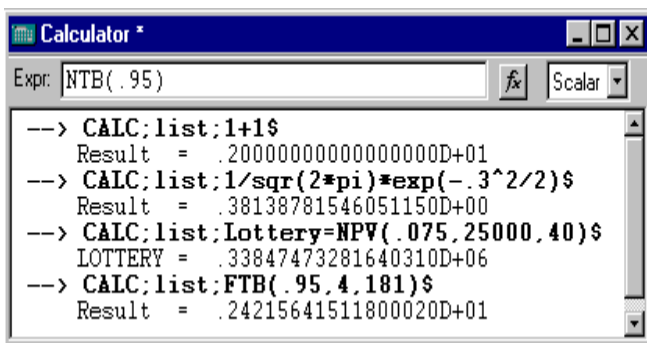 Calculator *
Expr: NTB(.95) fx Scalar
--> CALC;list;1+1$
Result = .20000000000000000D+01
--> CALC;list;1/sqr(2*pi)*exp(-.3^2/2)$
Result = .38138781546051150D+00
--> CALC;list;Lottery=NPV(.075,25000,40)$
LOTTERY = .33847473281640310D+06
--> CALC;list;FTB(.95,4,181)$
Result = .24215641511800020D+01